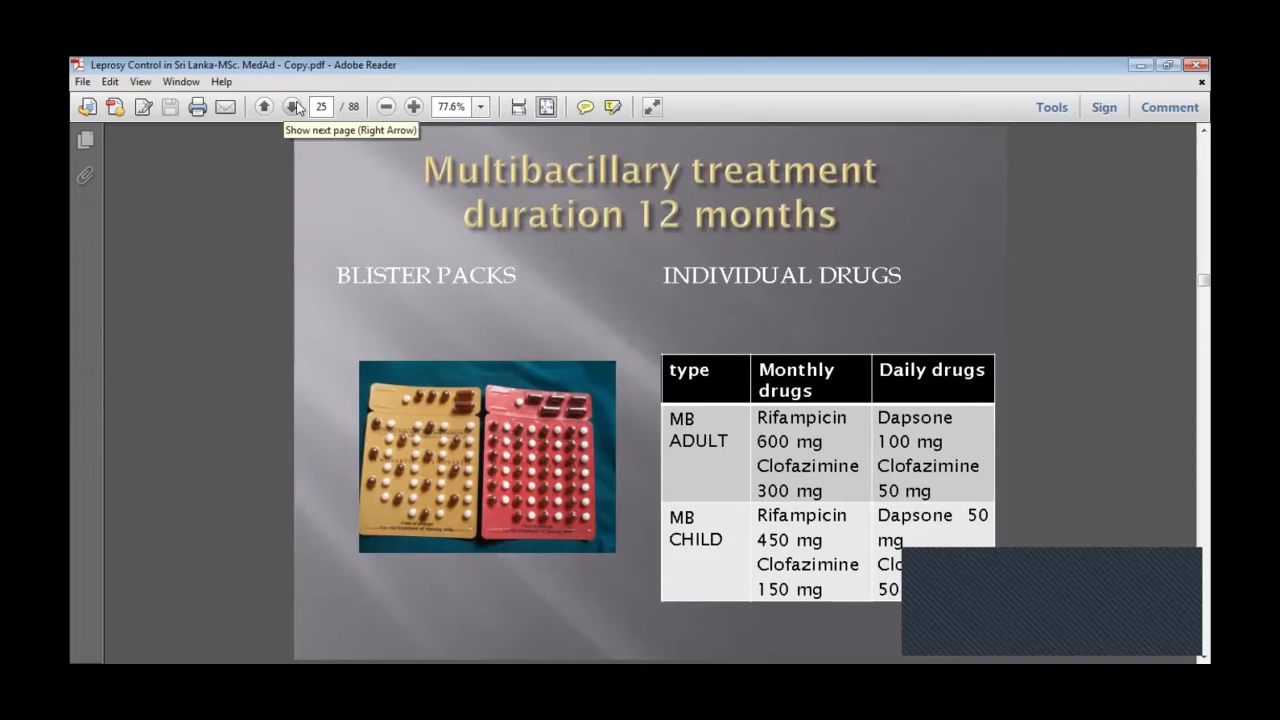 Leprosy Control in Sri Lanka-MSc. MedAd - Copy.pdf - Adobe Reader
File Edit View Window Help
25 / 88 77.6% Tools Sign Comment
Show next page (Right Arrow)
Multibacillary treatment
duration 12 months
BLISTER PACKS
INDIVIDUAL DRUGS
type Monthly drugs Daily drugs
MB ADULT
Rifampicin
600 mg
Clofazimine
300 mg
Dapsone
100 mg
Clofazimine
50 mg
MB CHILD
Rifampicin
450 mg
Clofazimine
150 mg
Dapsone 50
mg
50